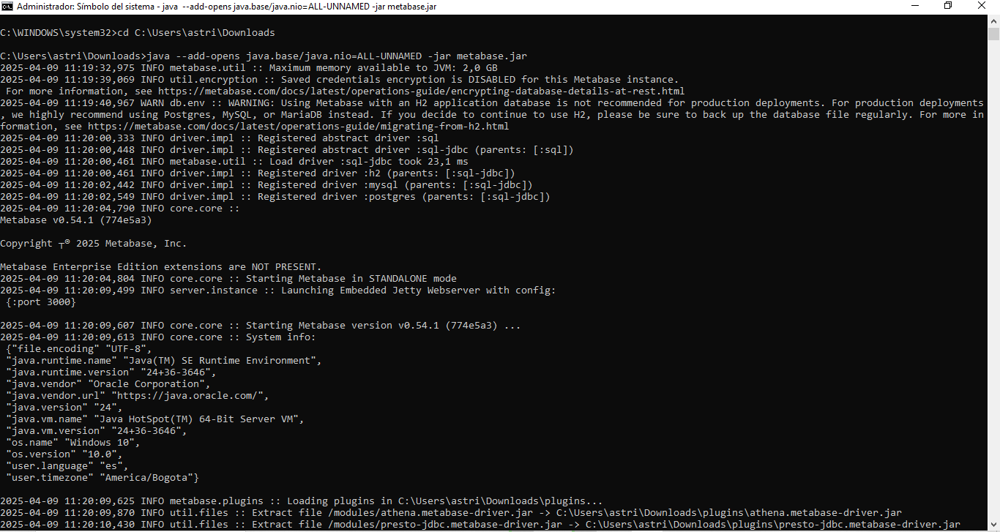 Administrador: Símbolo del sistema - java  --add-opens java.base/java.nio=ALL-UNNAMED -jar metabase.jar
C:\WINDOWS\system32>cd C:\Users\astri\Downloads
C:\Users\astri\Downloads>java --add-opens java.base/java.nio=ALL-UNNAMED -jar metabase.jar
2025-04-09 11:19:32,975 INFO metabase.util :: Maximum memory available to JVM: 2,0 GB
2025-04-09 11:19:39,069 INFO util.encryption :: Saved credentials encryption is DISABLED for this Metabase instance.
 For more information, see https://metabase.com/docs/latest/operations-guide/encrypting-database-details-at-rest.html
2025-04-09 11:19:40,967 WARN db.env :: WARNING: Using Metabase with an H2 application database is not recommended for production deployments. For production deployments
, we highly recommend using Postgres, MySQL, or MariaDB instead. If you decide to continue to use H2, please be sure to back up the database file regularly. For more in
formation, see https://metabase.com/docs/latest/operations-guide/migrating-from-h2.html
2025-04-09 11:20:00,333 INFO driver.impl :: Registered abstract driver :sql
2025-04-09 11:20:00,448 INFO driver.impl :: Registered abstract driver :sql-jdbc (parents: [:sql])
2025-04-09 11:20:00,461 INFO metabase.util :: Load driver :sql-jdbc took 23,1 ms
2025-04-09 11:20:00,461 INFO driver.impl :: Registered driver :h2 (parents: [:sql-jdbc])
2025-04-09 11:20:02,442 INFO driver.impl :: Registered driver :mysql (parents: [:sql-jdbc])
2025-04-09 11:20:02,549 INFO driver.impl :: Registered driver :postgres (parents: [:sql-jdbc])
2025-04-09 11:20:04,790 INFO core.core ::
Metabase v0.54.1 (774e5a3)
Copyright ┬® 2025 Metabase, Inc.
Metabase Enterprise Edition extensions are NOT PRESENT.
2025-04-09 11:20:04,804 INFO core.core :: Starting Metabase in STANDALONE mode
2025-04-09 11:20:09,499 INFO server.instance :: Launching Embedded Jetty Webserver with config:
 {:port 3000}
2025-04-09 11:20:09,607 INFO core.core :: Starting Metabase version v0.54.1 (774e5a3) ...
2025-04-09 11:20:09,613 INFO core.core :: System info:
 {"file.encoding" "UTF-8",
 "java.runtime.name" "Java(TM) SE Runtime Environment",
 "java.runtime.version" "24+36-3646",
 "java.vendor" "Oracle Corporation",
 "java.vendor.url" "https://java.oracle.com/",
 "java.version" "24",
 "java.vm.name" "Java HotSpot(TM) 64-Bit Server VM",
 "java.vm.version" "24+36-3646",
 "os.name" "Windows 10",
 "os.version" "10.0",
 "user.language" "es",
 "user.timezone" "America/Bogota"}
2025-04-09 11:20:09,625 INFO metabase.plugins :: Loading plugins in C:\Users\astri\Downloads\plugins...
2025-04-09 11:20:09,870 INFO util.files :: Extract file /modules/athena.metabase-driver.jar -> C:\Users\astri\Downloads\plugins\athena.metabase-driver.jar
2025-04-09 11:20:10,430 INFO util.files :: Extract file /modules/presto-jdbc.metabase-driver.jar -> C:\Users\astri\Downloads\plugins\presto-jdbc.metabase-driver.jar